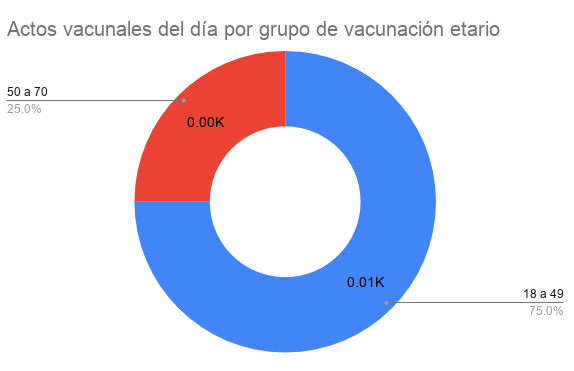 Actos vacunales del día por grupo de vacunación etario
50 a 70
25.0%
0.00K
0.01K
18 a 49
75.0%